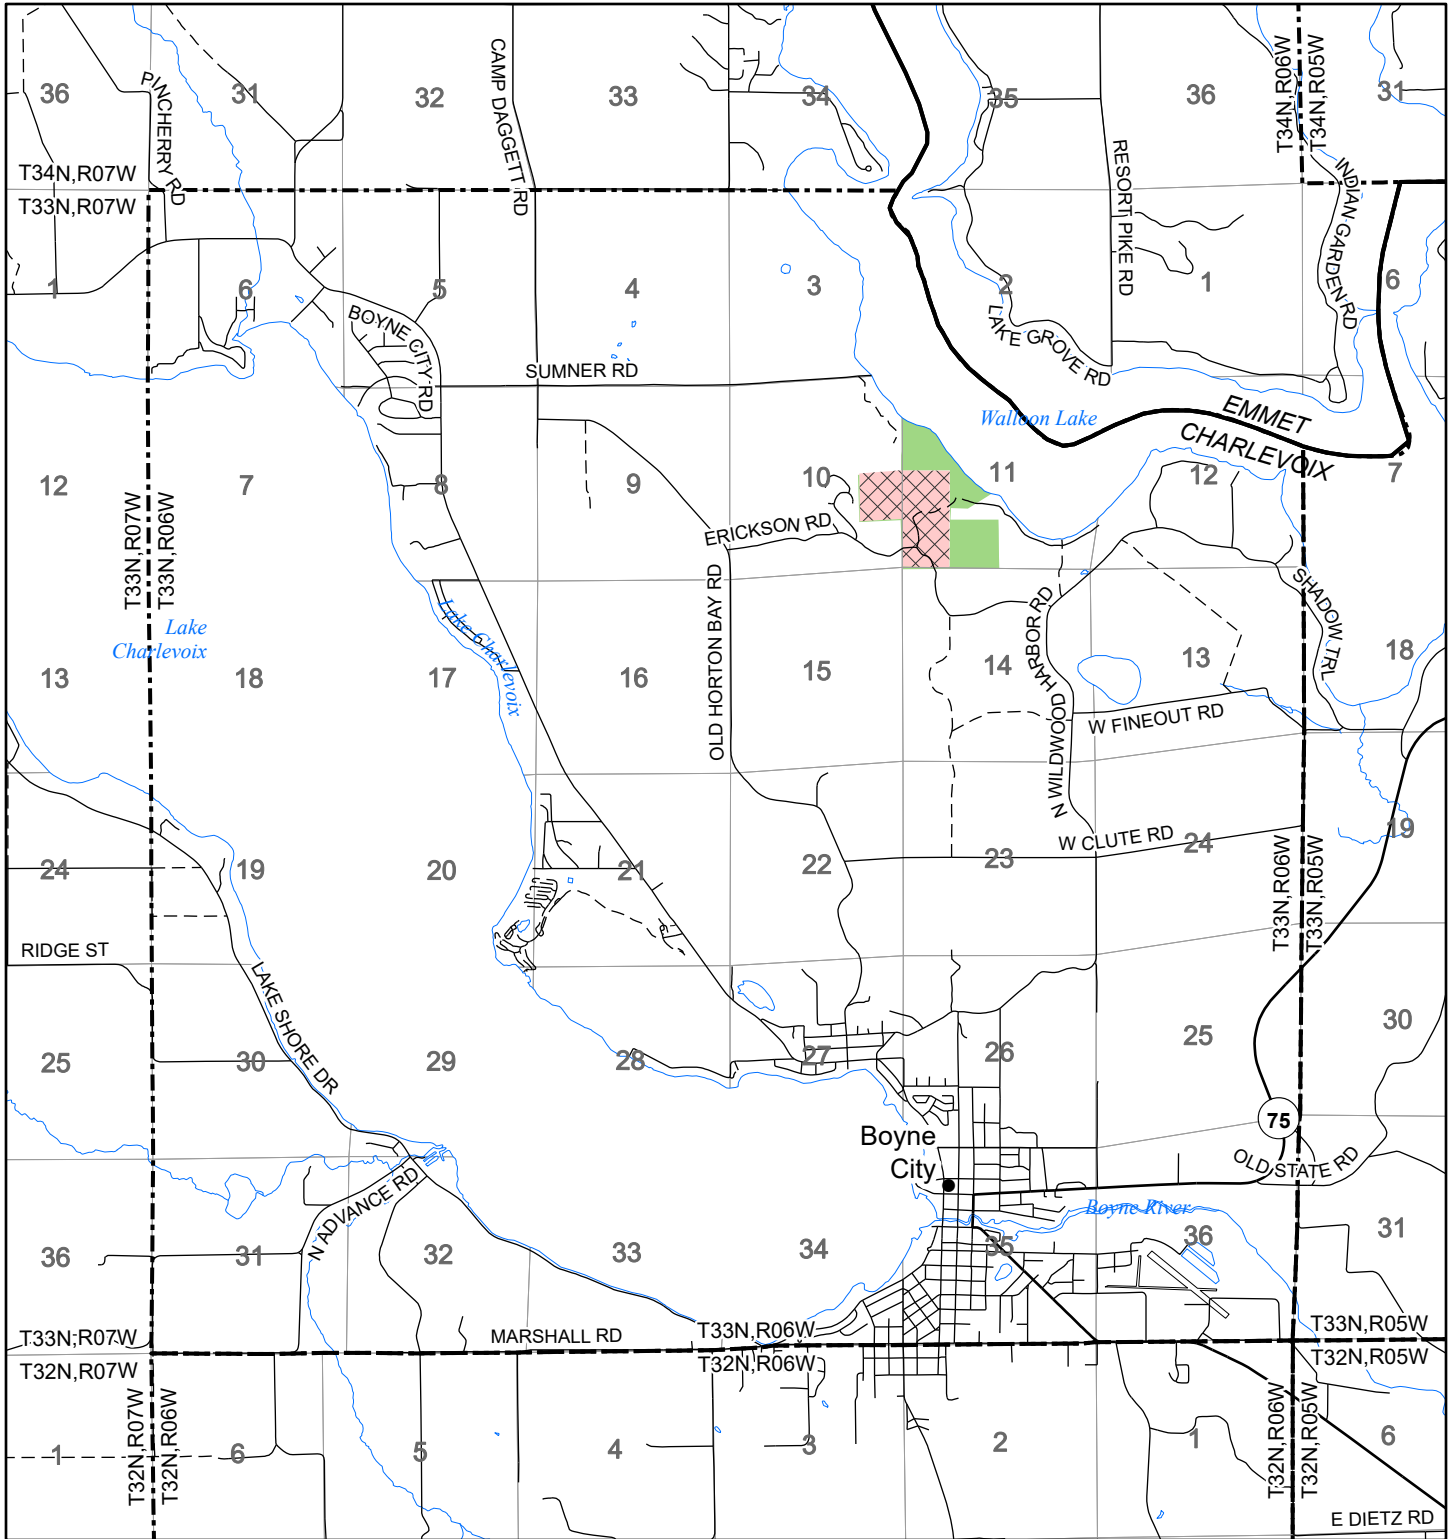 36
31
32
33
34
35
36
31
PINCHERRY RD
CAMP DAGGETT RD
RESORT PIKE RD
INDIAN GARDEN RD
T34N,R06W
T34N,R05W
T34N,R07W
T33N,R07W
1
6
5
4
3
2
1
6
BOYNE CITY RD
LAKE GROVE RD
SUMNER RD
Walloon Lake
EMMET
CHARLEVOIX
12
7
8
9
10
11
12
7
T33N,R07W
T33N,R06W
ERICKSON RD
OLD HORTON BAY RD
N WILDWOOD HARBOR RD
SHADOW TRL
Lake
Charlevoix
Lake Charlevoix
13
18
17
16
15
14
13
18
W FINEOUT RD
W CLUTE RD
24
19
20
21
22
23
24
19
T33N,R06W
T33N,R05W
RIDGE ST
LAKE SHORE DR
25
30
29
28
27
26
25
30
75
Boyne
City
OLD STATE RD
N ADVANCE RD
Boyne River
36
31
32
33
34
35
36
31
T33N,R07W
MARSHALL RD
T33N,R06W
T33N,R05W
T32N,R07W
T32N,R06W
T32N,R05W
T32N,R07W
T32N,R06W
T32N,R06W
T32N,R05W
1
6
5
4
3
2
1
6
E DIETZ RD